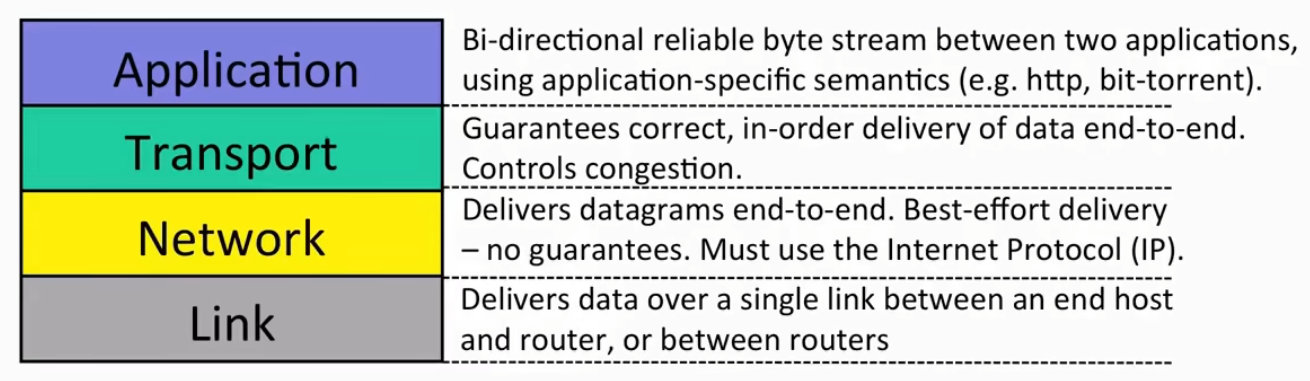 Application
Bi-directional reliable byte stream between two applications,
using application-specific semantics (e.g. http, bit-torrent).
Transport
Guarantees correct, in-order delivery of data end-to-end.
Controls congestion.
Network
Delivers datagrams end-to-end. Best-effort delivery
– no guarantees. Must use the Internet Protocol (IP).
Link
Delivers data over a single link between an end host
and router, or between routers